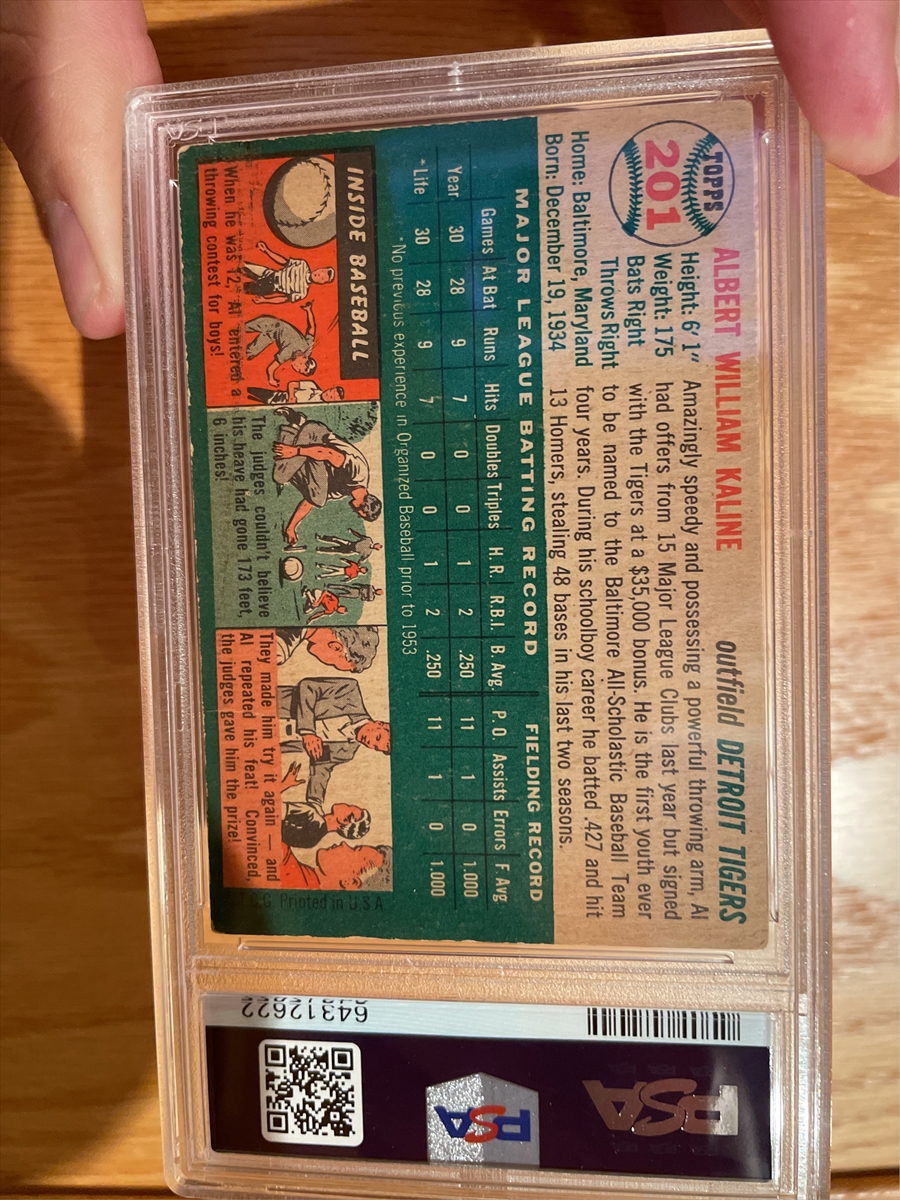 TOPPS
201
ALBERT WILLIAM KALINE
outfield DETROIT TIGERS
Height: 6' 1"
Weight: 175
Bats Right
Throws Right
Home: Baltimore, Maryland
Born: December 19, 1934
Amazingly speedy and possessing a powerful throwing arm, Al
had offers from 15 Major League Clubs last year but signed
with the Tigers at a $35,000 bonus. He is the first youth ever
to be named to the Baltimore All-Scholastic Baseball Team
four years. During his schoolboy career he batted .427 and hit
13 Homers, stealing 48 bases in his last two seasons.
MAJOR LEAGUE BATTING RECORD FIELDING RECORD
Games At Bat Runs Hits Doubles Triples H. R. R.B.I. B. Avg. P. O. Assists Errors F. Avg
Year 30 28 9 7 0 0 1 2 .250 11 1 0 1.000
*Life 30 28 9 7 0 0 1 2 .250 11 1 0 1.000
*No previous experience in Organized Baseball prior to 1953
INSIDE BASEBALL
When he was 12, Al entered a
throwing contest for boys!
The judges couldn't believe
his heave had gone 173 feet,
6 inches!
They made him try it again — and
Al repeated his feat! Convinced,
the judges gave him the prize!
T.C.G. Printed in U.S.A
64312622
PSA
PSA